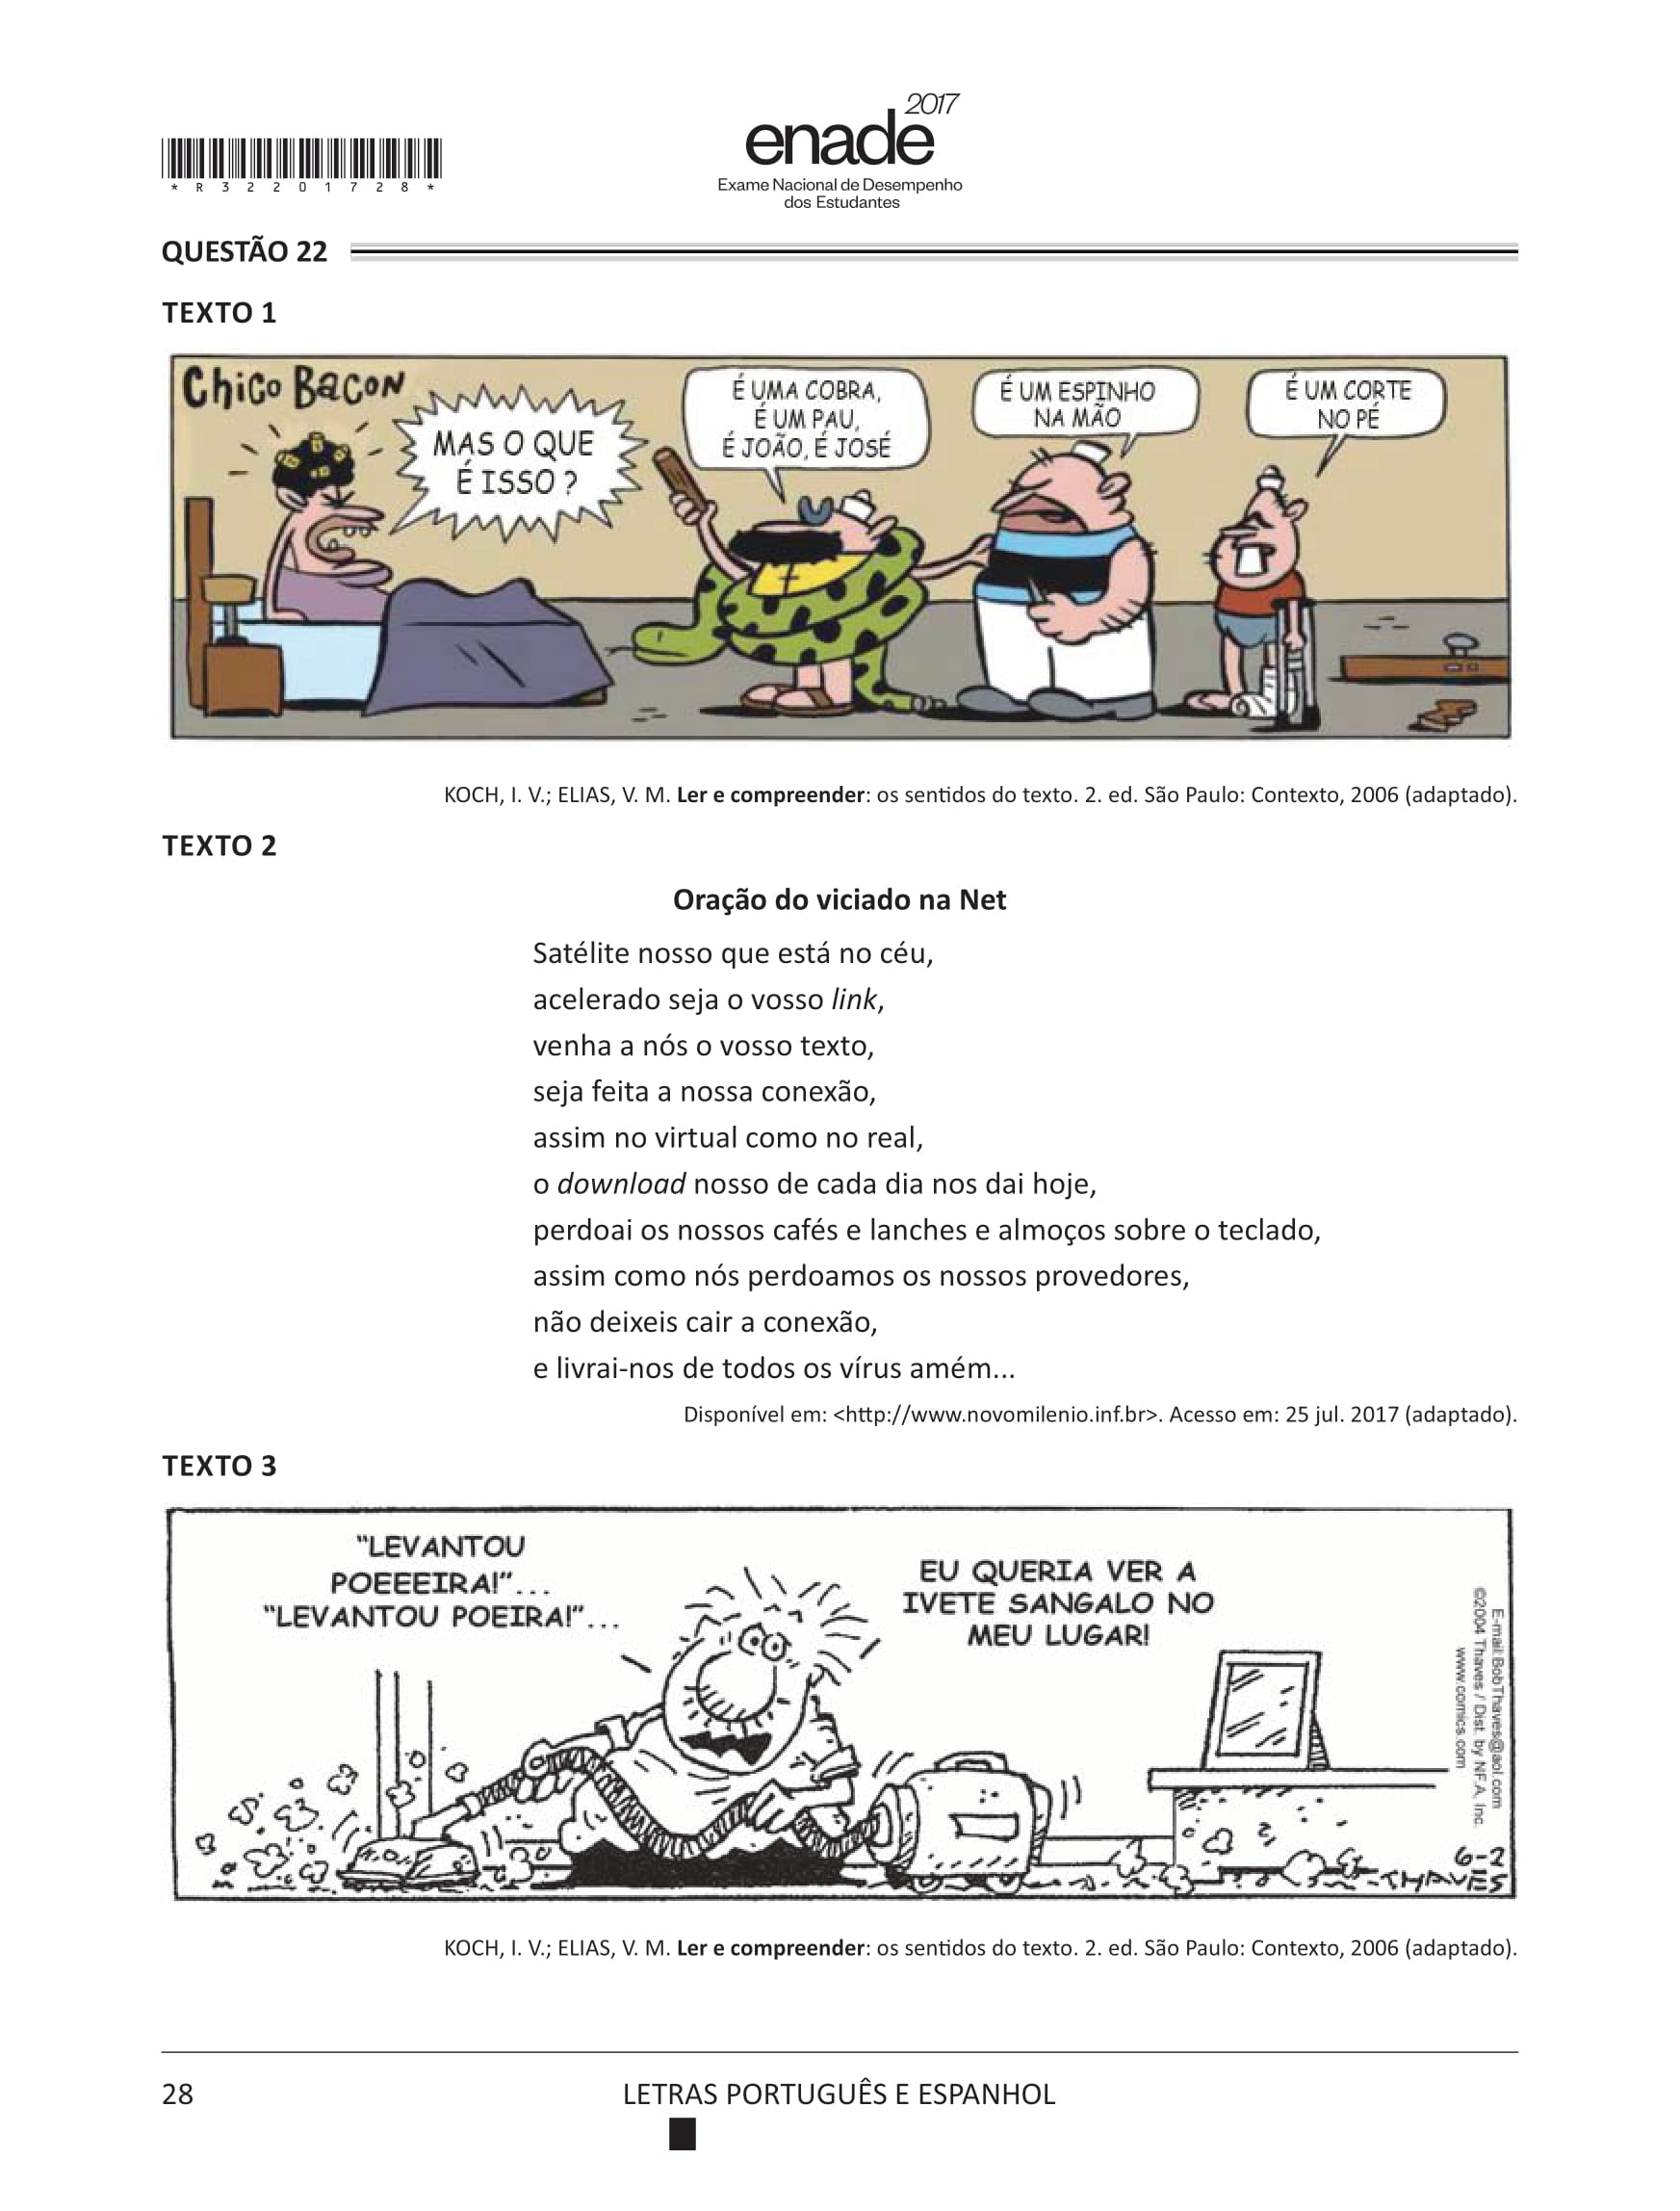 2017
enade
Exame Nacional de Desempenho
dos Estudantes
* R 3 2 2 0 1 7 2 8 *
QUESTÃO 22
TEXTO 1
CHICO BACON
MAS O QUE
É ISSO ?
É UMA COBRA,
É UM PAU,
É JOÃO, É JOSÉ
É UM ESPINHO
NA MÃO
É UM CORTE
NO PÉ
KOCH, I. V.; ELIAS, V. M. Ler e compreender: os sentidos do texto. 2. ed. São Paulo: Contexto, 2006 (adaptado).
TEXTO 2
Oração do viciado na Net
Satélite nosso que está no céu,
acelerado seja o vosso link,
venha a nós o vosso texto,
seja feita a nossa conexão,
assim no virtual como no real,
o download nosso de cada dia nos dai hoje,
perdoai os nossos cafés e lanches e almoços sobre o teclado,
assim como nós perdoamos os nossos provedores,
não deixeis cair a conexão,
e livrai-nos de todos os vírus amém...
Disponível em: <http://www.novomilenio.inf.br>. Acesso em: 25 jul. 2017 (adaptado).
TEXTO 3
"LEVANTOU
POEEEIRA!"...
"LEVANTOU POEIRA!"...
EU QUERIA VER A
IVETE SANGALO NO
MEU LUGAR!
E-mail: BobThaves@aol.com
©2004 Thaves / Dist. by NFA, Inc.
www.comics.com
6-2
THAVES
KOCH, I. V.; ELIAS, V. M. Ler e compreender: os sentidos do texto. 2. ed. São Paulo: Contexto, 2006 (adaptado).
28
LETRAS PORTUGUÊS E ESPANHOL